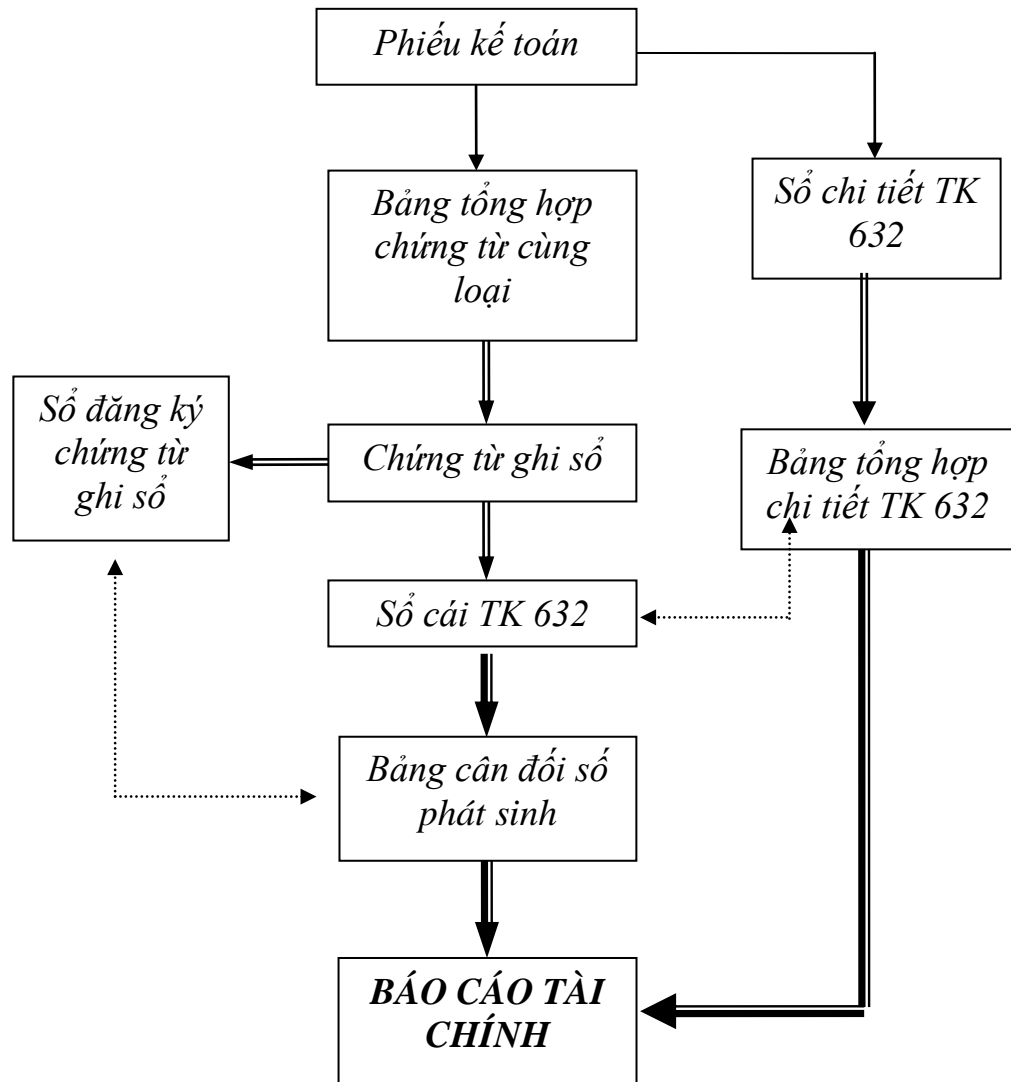 Phiếu kế toán
Bảng tổng hợp
chứng từ cùng
loại
Sổ chi tiết TK
632
Sổ đăng ký
chứng từ
ghi sổ
Chứng từ ghi sổ
Bảng tổng hợp
chi tiết TK 632
Sổ cái TK 632
Bảng cân đối số
phát sinh
BÁO CÁO TÀI
CHÍNH